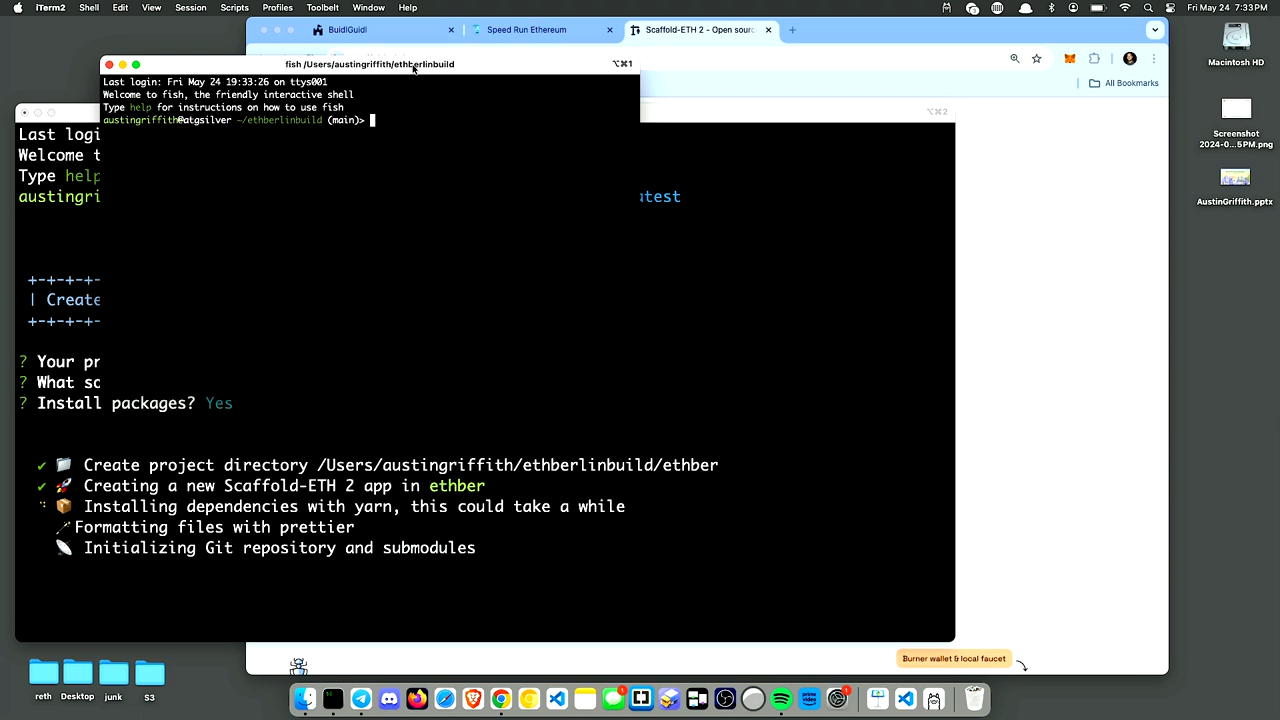 iTerm2 Shell Edit View Session Scripts Profiles Toolbelt Window Help
Fri May 24 7:33 PM
BuidlGuidl
Speed Run Ethereum
Scaffold-ETH 2 - Open sourc
All Bookmarks
fish /Users/austingriffith/ethberlinbuild
⌥⌘1
Last login: Fri May 24 19:33:26 on ttys001
Welcome to fish, the friendly interactive shell
Type help for instructions on how to use fish
austingriffith@atgsilver ~/ethberlinbuild (main)>
⌥⌘2
Last logi
Welcome t
Type help
austingri
atest
+-+-+-+-
| Create
+-+-+-+-
? Your pr
? What so
? Install packages? Yes
✔ Create project directory /Users/austingriffith/ethberlinbuild/ethber
✔ Creating a new Scaffold-ETH 2 app in ethber
Installing dependencies with yarn, this could take a while
Formatting files with prettier
Initializing Git repository and submodules
Burner wallet & local faucet
Macintosh HD
Screenshot
2024-0...5PM.png
AustinGriffith.pptx
reth
Desktop
junk
S3